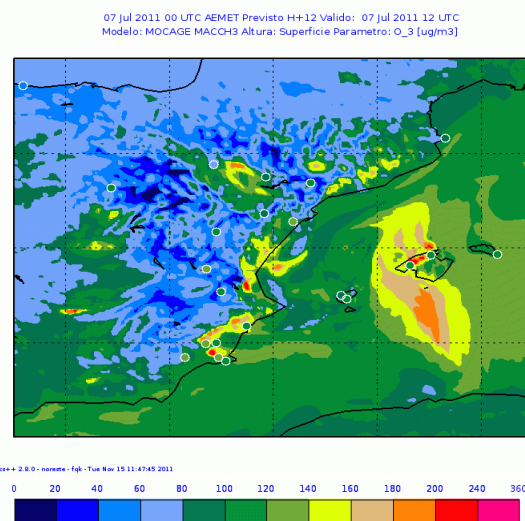 07 Jul 2011 00 UTC AEMET Previsto H+12 Valido: 07 Jul 2011 12 UTC
Modelo: MOCAGE MACCH3 Altura: Superficie Parametro: O_3 [ug/m3]
cs++ 2.8.0 - noreste - fqk - Tue Nov 15 11:47:45 2011
0 20 40 60 80 100 120 140 160 180 200 240 360